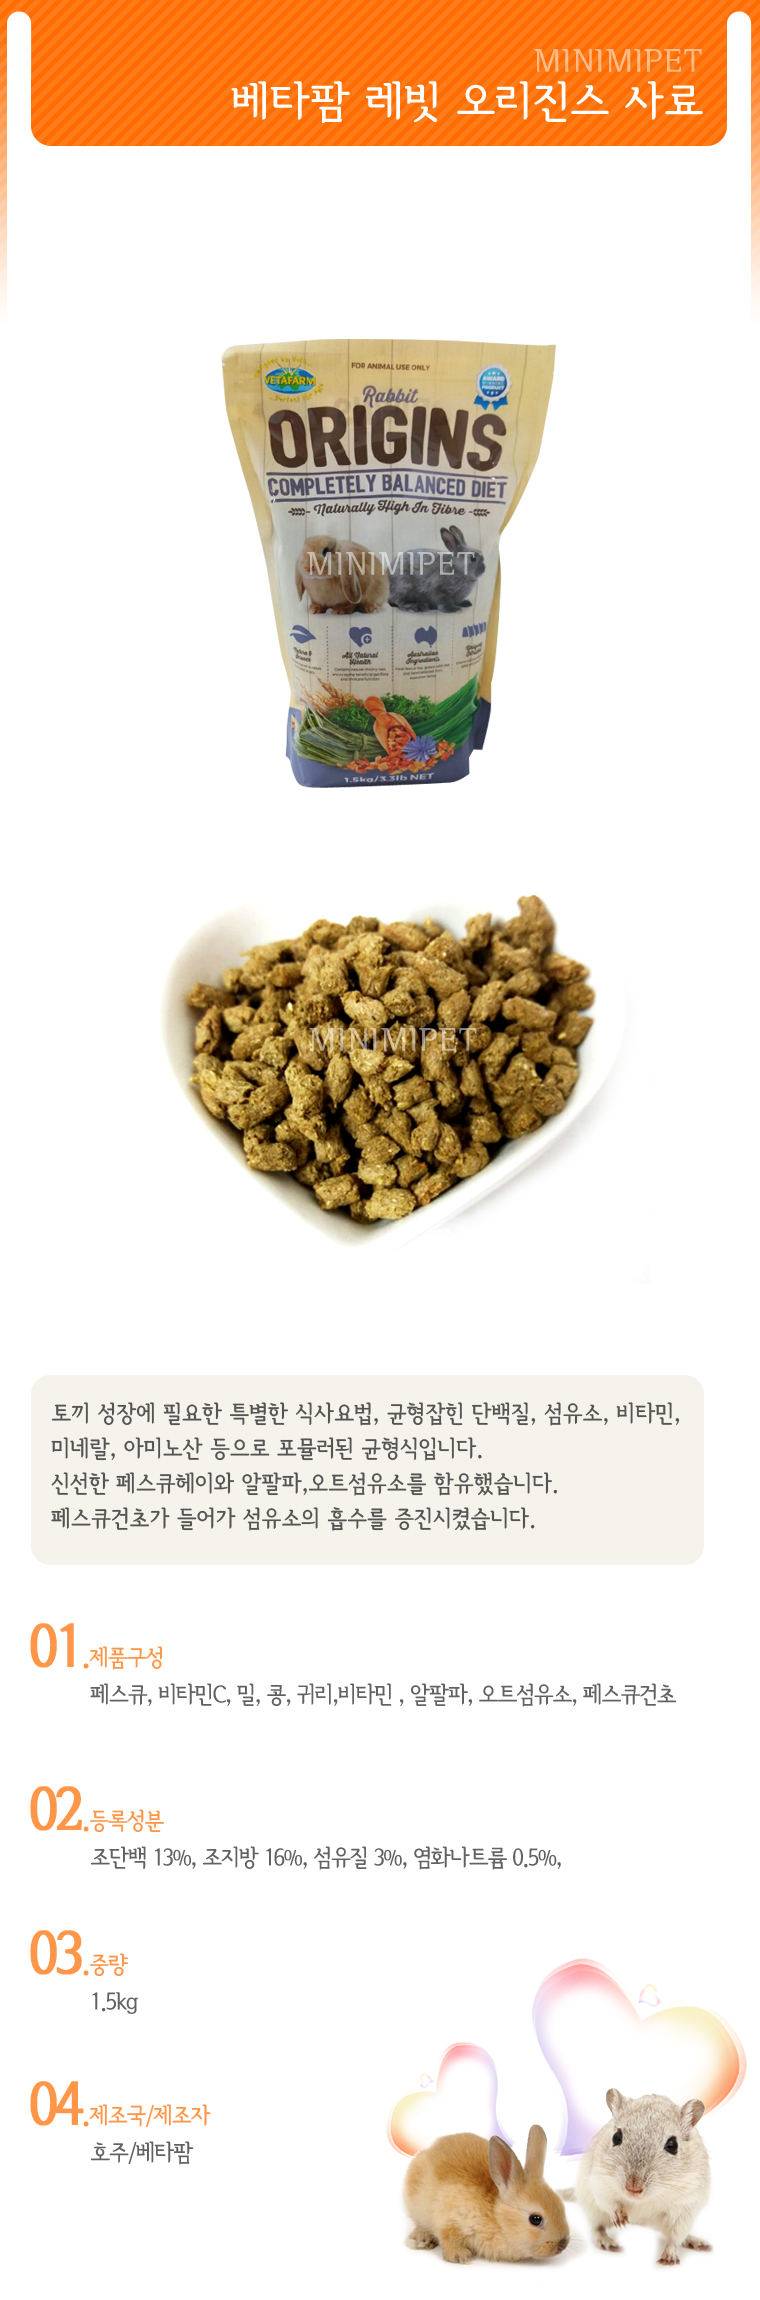 MINIMIPET
베타팜 레빗 오리진스 사료
VETAFARM
FOR ANIMAL USE ONLY
AWARD
PRODUCT
Rabbit
ORIGINS
COMPLETELY BALANCED DIET
Naturally High In Fibre
MINIMIPET
All Natural
Health
Australian
Ingredients
1.5kg/3.3lb NET
MINIMIPET
토끼 성장에 필요한 특별한 식사요법, 균형잡힌 단백질, 섬유소, 비타민,
미네랄, 아미노산 등으로 포뮬러된 균형식입니다.
신선한 페스큐헤이와 알팔파,오트섬유소를 함유했습니다.
페스큐건초가 들어가 섬유소의 흡수를 증진시켰습니다.
01.제품구성
페스큐, 비타민C, 밀, 콩, 귀리,비타민 , 알팔파, 오트섬유소, 페스큐건초
02.등록성분
조단백 13%, 조지방 16%, 섬유질 3%, 염화나트륨 0.5%,
03.중량
1.5kg
04.제조국/제조자
호주/베타팜